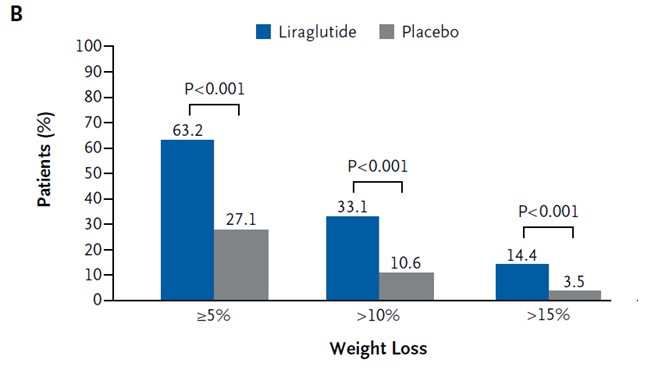 B
Liraglutide Placebo
Patients (%)
100
90
80
70
60
50
40
30
20
10
0
P<0.001
63.2
27.1
P<0.001
33.1
10.6
P<0.001
14.4
3.5
≥5% >10% >15%
Weight Loss